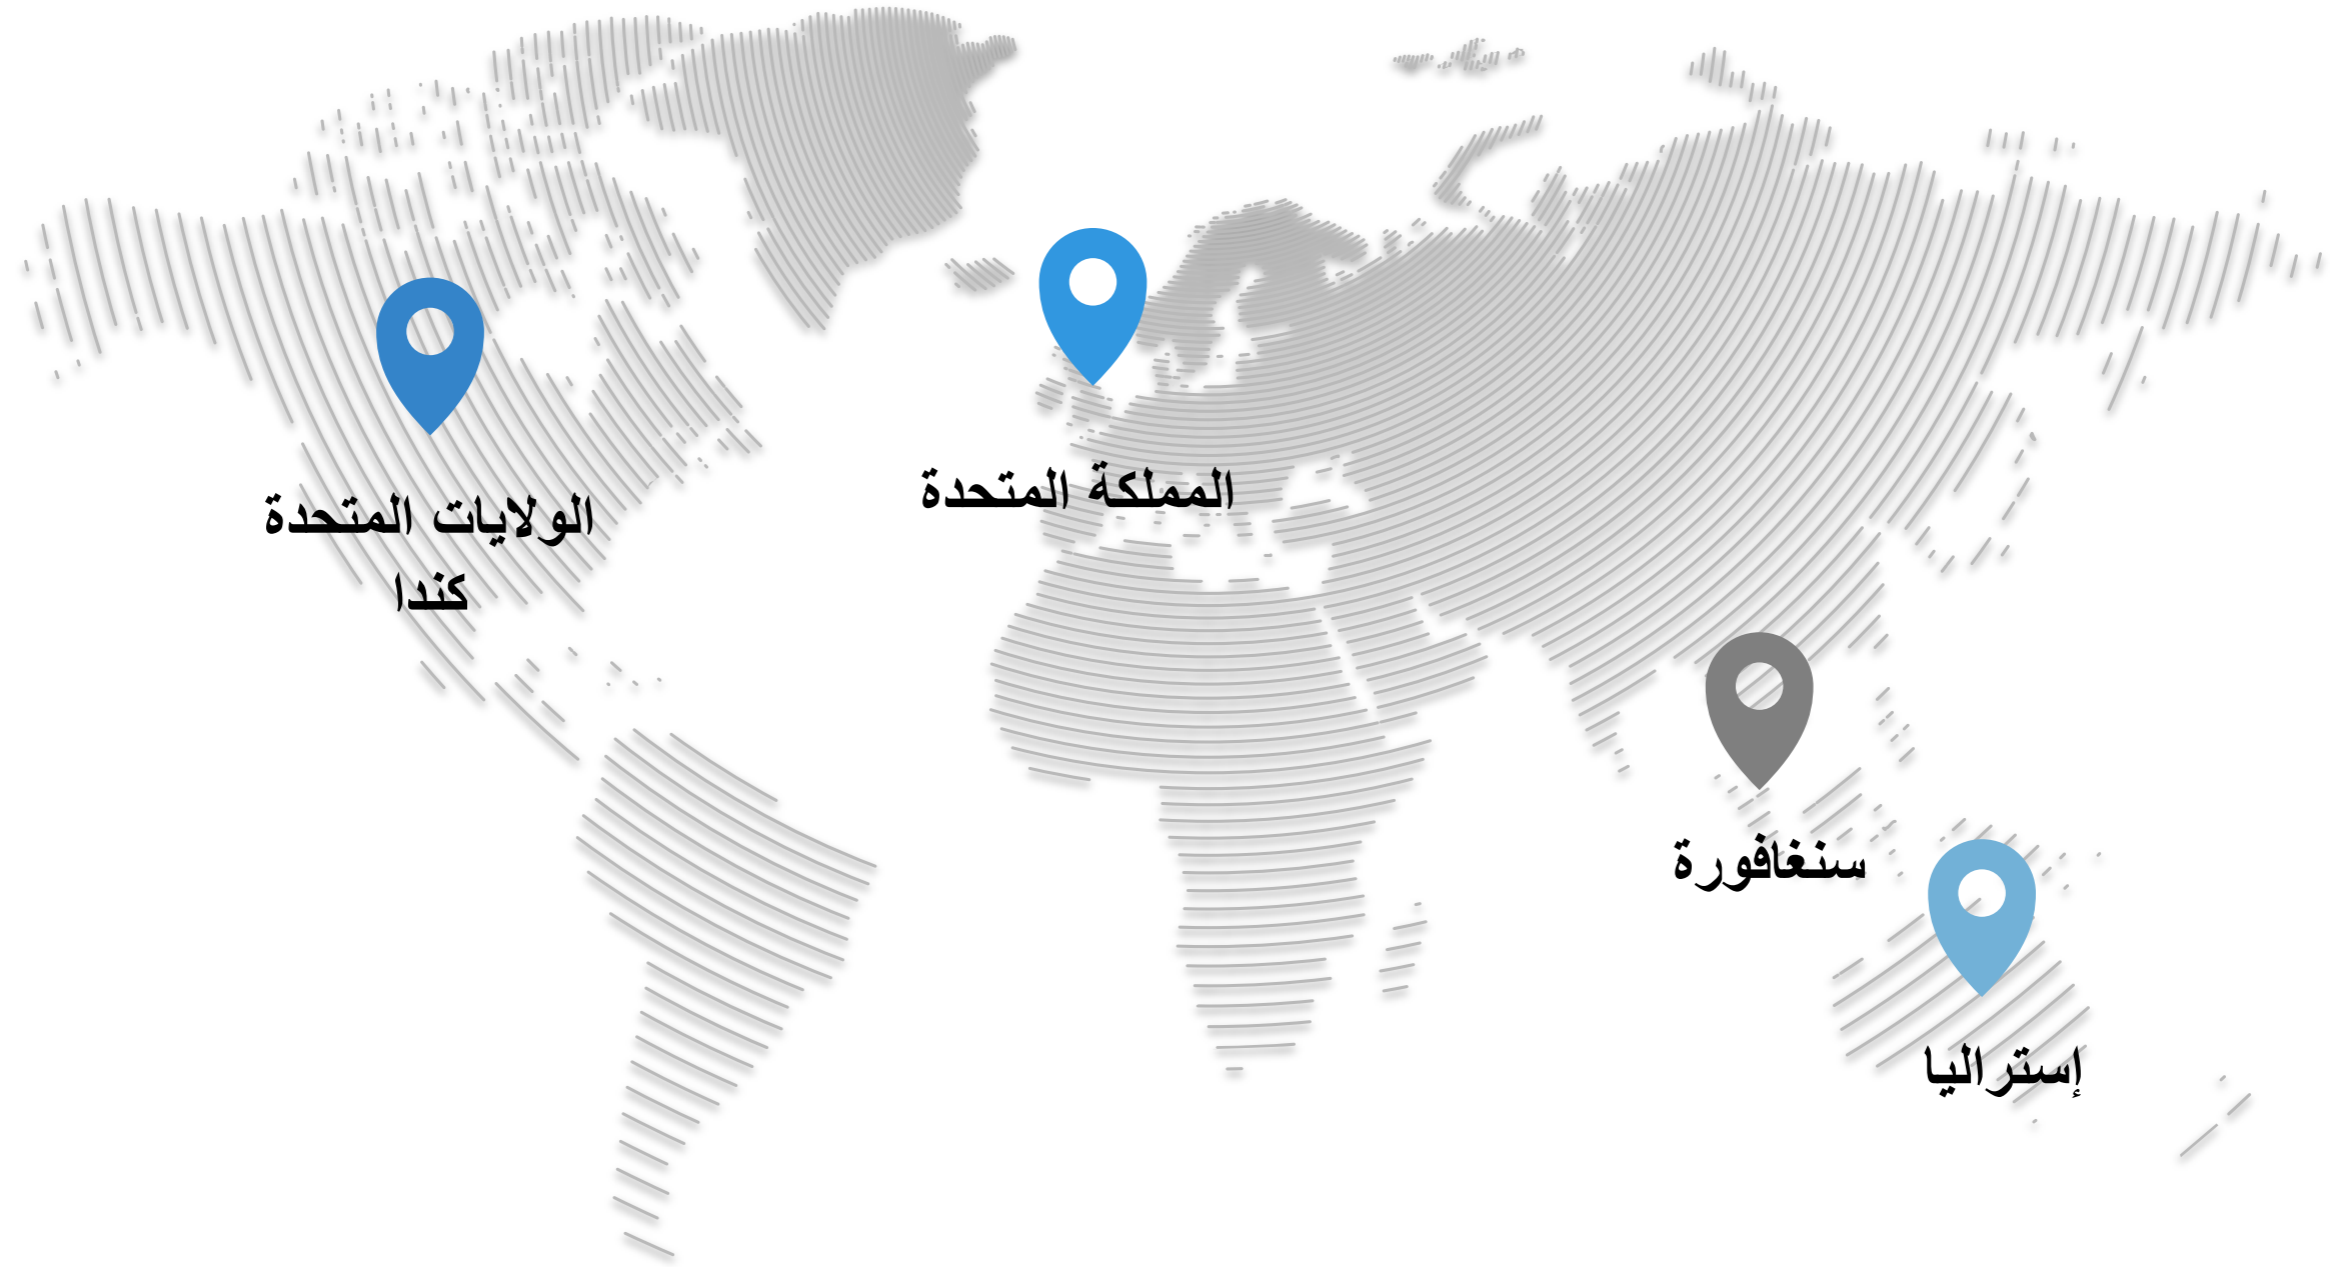 الولايات المتحدة
كندا
المملكة المتحدة
سنغافورة
إستراليا